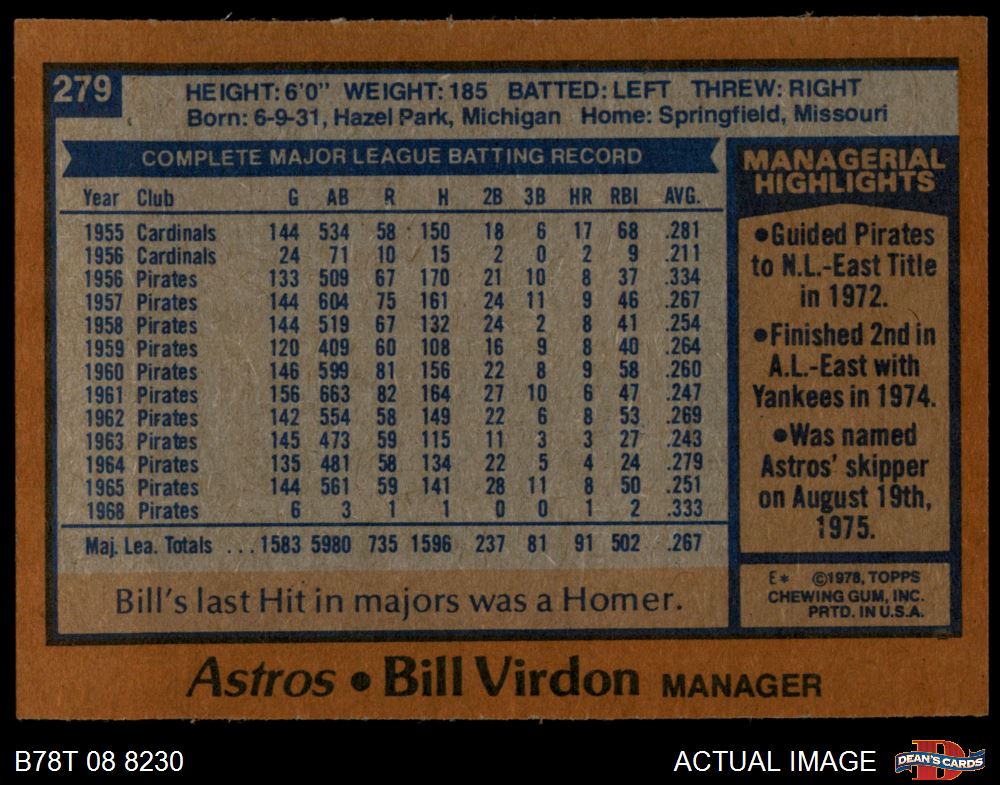 279
HEIGHT: 6'0" WEIGHT: 185 BATTED: LEFT THREW: RIGHT
Born: 6-9-31, Hazel Park, Michigan Home: Springfield, Missouri
COMPLETE MAJOR LEAGUE BATTING RECORD
Year Club G AB R H 2B 3B HR RBI AVG.
1955 Cardinals 144 534 58 150 18 6 17 68 .281
1956 Cardinals 24 71 10 15 2 0 2 9 .211
1956 Pirates 133 509 67 170 21 10 8 37 .334
1957 Pirates 144 604 75 161 24 11 9 46 .267
1958 Pirates 144 519 67 132 24 2 8 41 .254
1959 Pirates 120 409 60 108 16 9 8 40 .264
1960 Pirates 146 599 81 156 22 8 9 58 .260
1961 Pirates 156 663 82 164 27 10 6 47 .247
1962 Pirates 142 554 58 149 22 6 8 53 .269
1963 Pirates 145 473 59 115 11 3 3 27 .243
1964 Pirates 135 481 58 134 22 5 4 24 .279
1965 Pirates 144 561 59 141 28 11 8 50 .251
1968 Pirates 6 3 1 1 0 0 1 2 .333
Maj. Lea. Totals ... 1583 5980 735 1596 237 81 91 502 .267
Bill's last Hit in majors was a Homer.
MANAGERIAL
HIGHLIGHTS
•Guided Pirates
to N.L.-East Title
in 1972.
•Finished 2nd in
A.L.-East with
Yankees in 1974.
•Was named
Astros' skipper
on August 19th,
1975.
E* ©1978, TOPPS
CHEWING GUM, INC.
PRTD. IN U.S.A.
Astros • Bill Virdon MANAGER
B78T 08 8230
ACTUAL IMAGE
D
DEAN'S CARDS